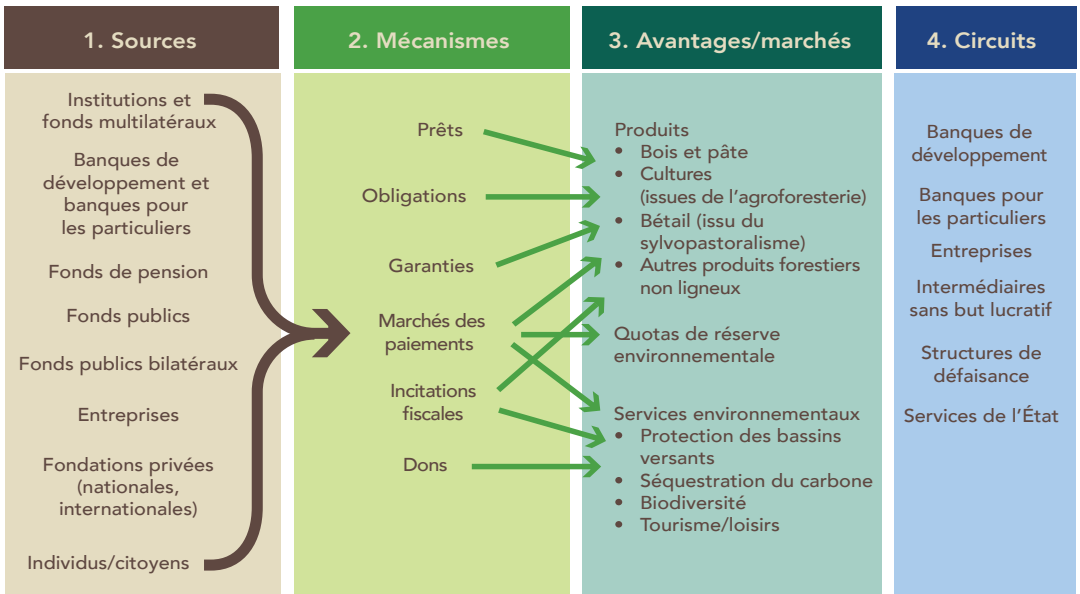 1. Sources
Institutions et
fonds multilatéraux
Banques de
développement et
banques pour
les particuliers
Fonds de pension
Fonds publics
Fonds publics bilatéraux
Entreprises
Fondations privées
(nationales,
internationales)
Individus/citoyens
2. Mécanismes
Prêts
Obligations
Garanties
Marchés des
paiements
Incitations
fiscales
Dons
3. Avantages/marchés
Produits
• Bois et pâte
• Cultures
(issues de l’agroforesterie)
• Bétail (issu du
sylvopastoralisme)
• Autres produits forestiers
non ligneux
Quotas de réserve
environnementale
Services environnementaux
• Protection des bassins
versants
• Séquestration du carbone
• Biodiversité
• Tourisme/loisirs
4. Circuits
Banques de
développement
Banques pour
les particuliers
Entreprises
Intermédiaires
sans but lucratif
Structures de
défaisance
Services de l’État